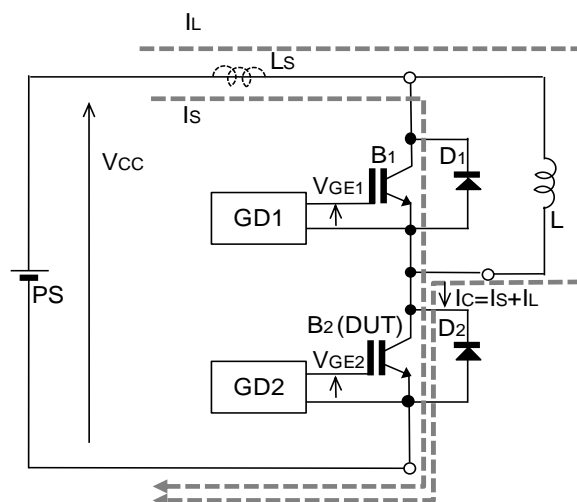 IL
LS
IS
VCC
B1
D1
VGE1
GD1
L
PS
IC=IS+IL
B2(DUT)
D2
VGE2
GD2